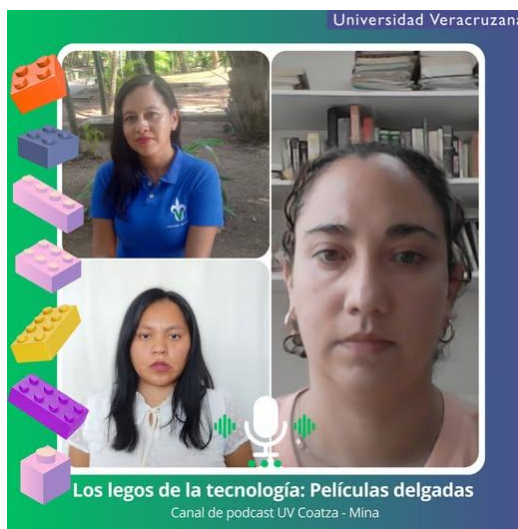 Universidad Veracruzana
Los legos de la tecnología: Películas delgadas
Canal de podcast UV Coatza - Mina